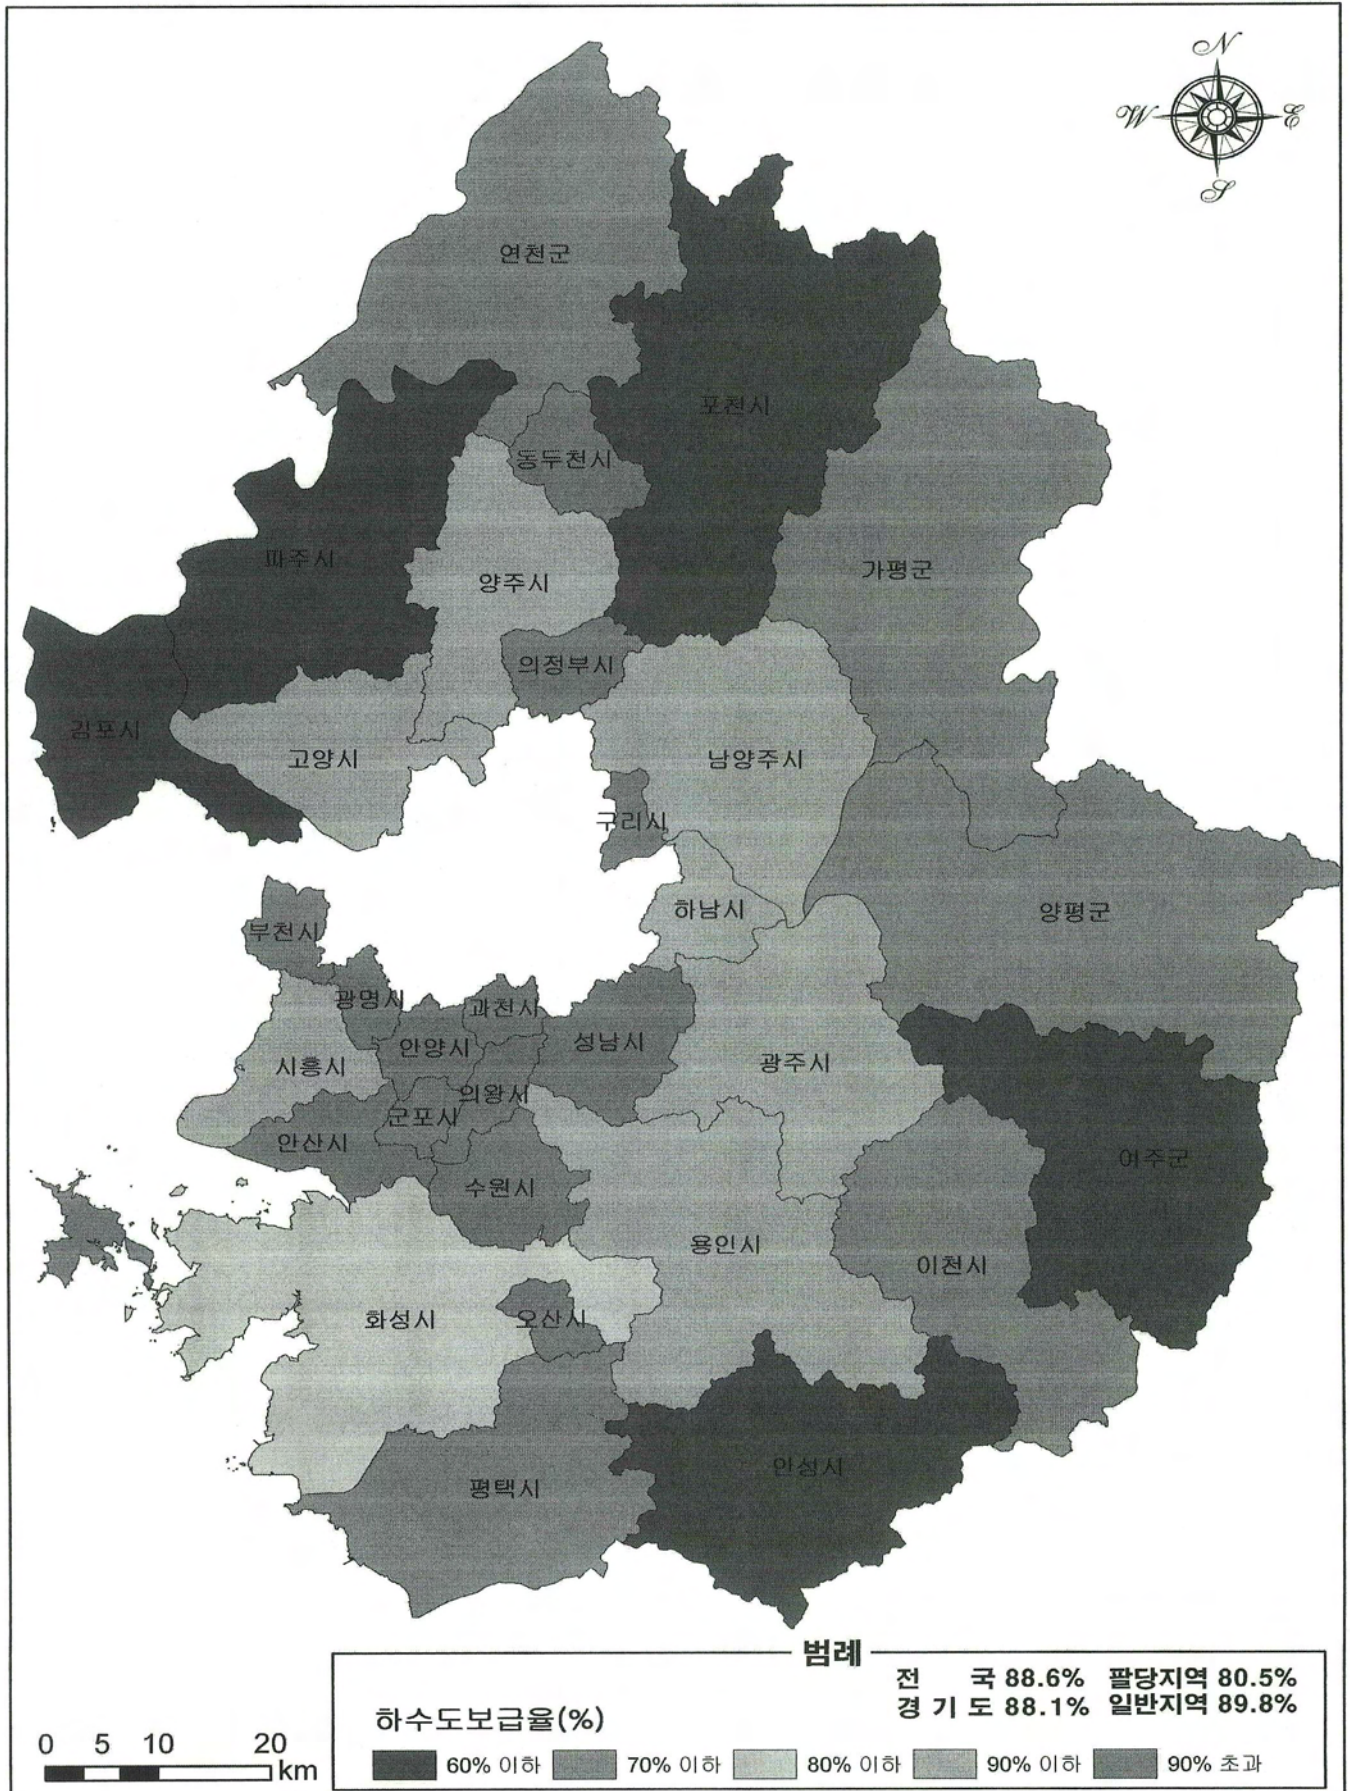 N
W E
S
연천군
포천시
동두천시
파주시
가평군
양주시
의정부시
김포시
고양시
남양주시
구리시
하남시
양평군
부천시
광명시
과천시
성남시
안양시
시흥시
광주시
의왕시
군포시
안산시
여주군
수원시
용인시
이천시
화성시
오산시
안성시
평택시
범례
전 국 88.6% 팔당지역 80.5%
경 기 도 88.1% 일반지역 89.8%
하수도보급율(%)
0 5 10 20
km
60% 이하 70% 이하 80% 이하 90% 이하 90% 초과